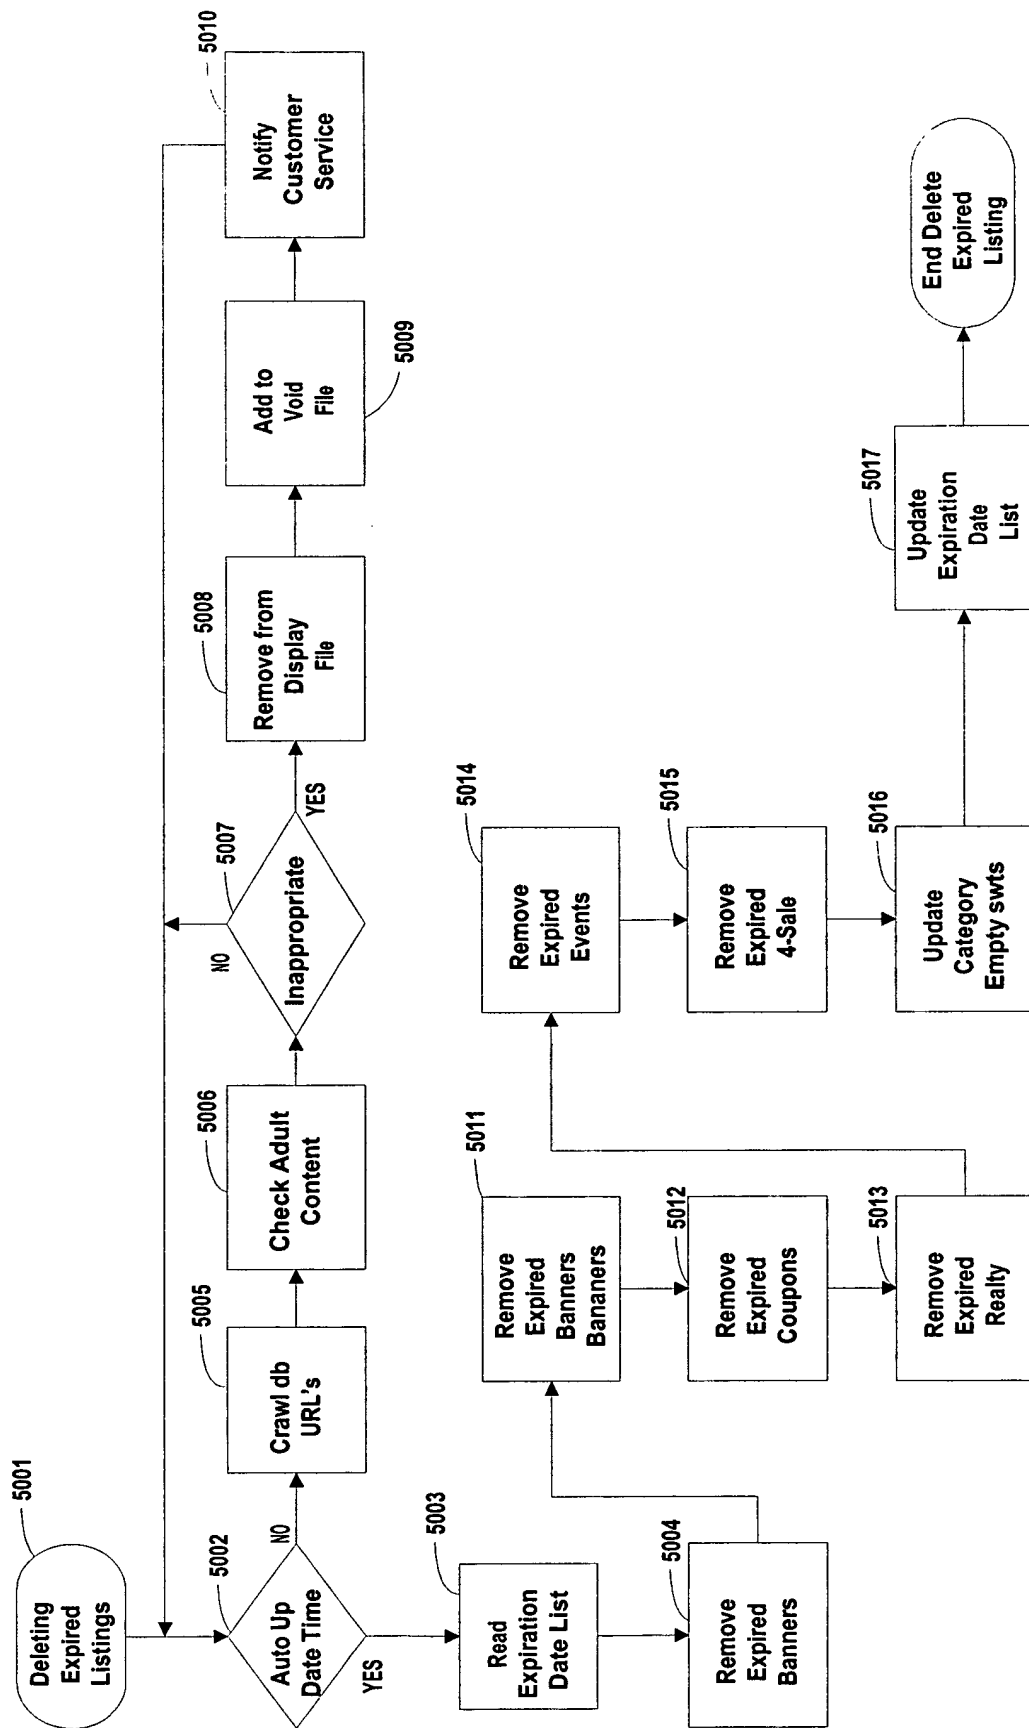 5001
Deleting
Expired
Listings
5002
Auto Up
Date Time
NO
YES
5005
Crawl db
URL's
5006
Check Adult
Content
5007
Inappropriate
NO
YES
5008
Remove from
Display
File
Add to
Void
File
5009
5010
Notify
Customer
Service
5003
Read
Expiration
Date List
5004
Remove
Expired
Banners
5011
Remove
Expired
Banners
Bananers
5012
Remove
Expired
Coupons
5013
Remove
Expired
Realty
5014
Remove
Expired
Events
5015
Remove
Expired
4-Sale
5016
Update
Category
Empty swts
5017
Update
Expiration
Date
List
End Delete
Expired
Listing